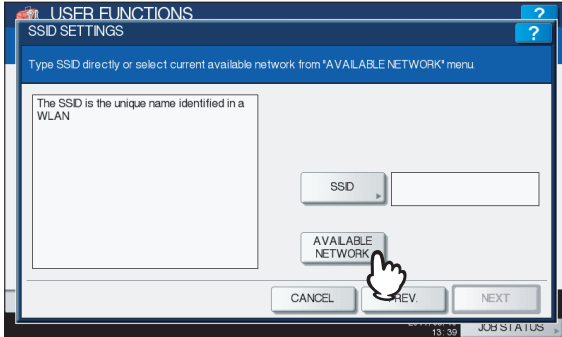 USER FUNCTIONS ?
SSID SETTINGS ?
Type SSID directly or select current available network from "AVAILABLE NETWORK" menu
The SSID is the unique name identified in a
WLAN
SSID
AVAILABLE
NETWORK
CANCEL PREV. NEXT
13:39 JOB STATUS